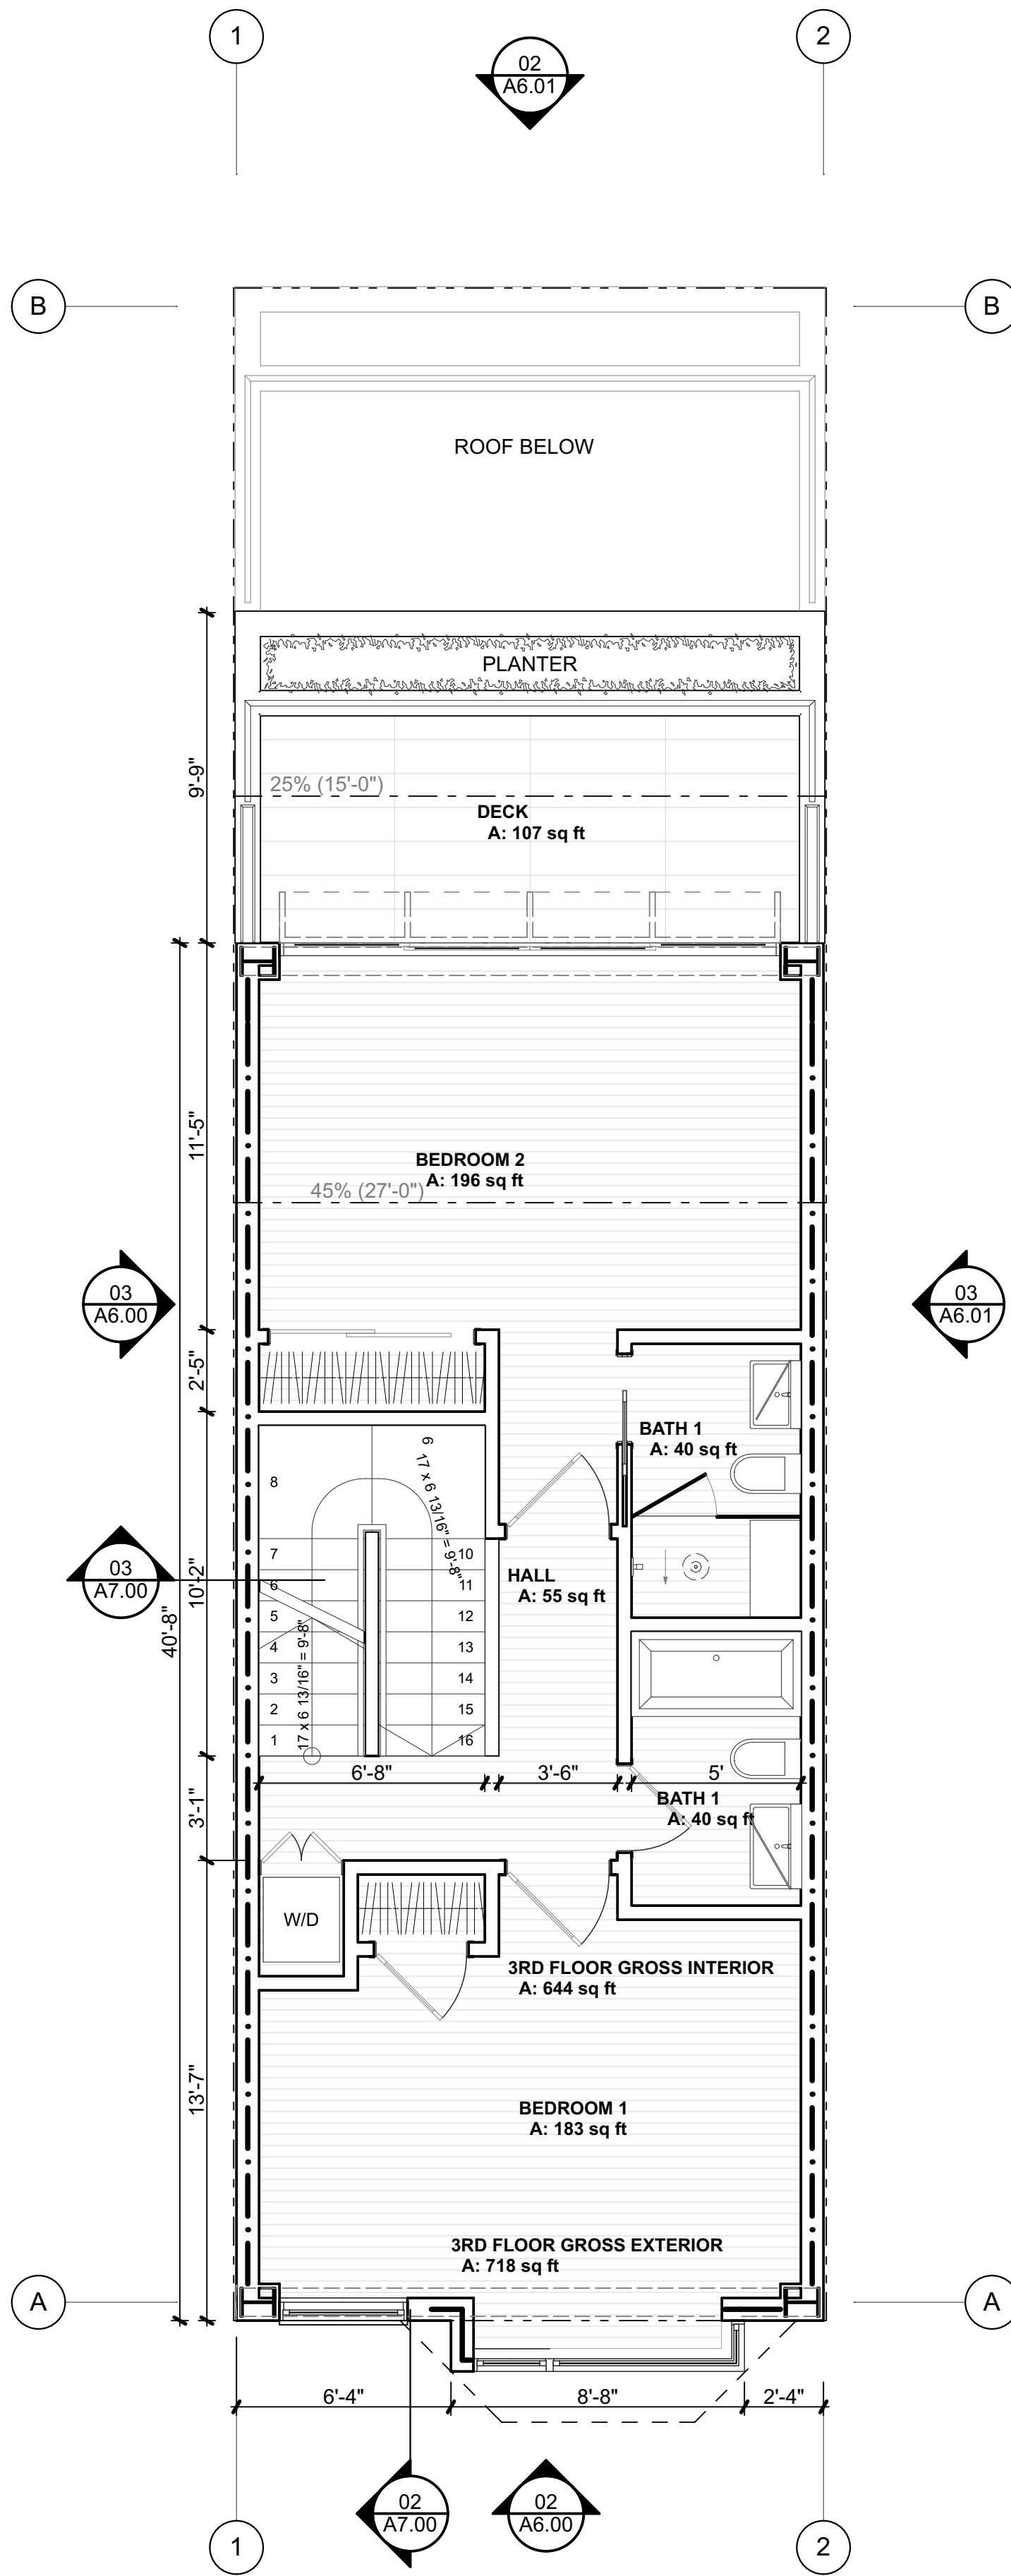 1
2
02
A6.01
B
B
ROOF BELOW
PLANTER
9'-9"
25% (15'-0")
DECK
A: 107 sq ft
11'-5"
BEDROOM 2
A: 196 sq ft
45% (27'-0")
03
A6.00
03
A6.01
2'-5"
BATH 1
A: 40 sq ft
9
8
17 x 6 13/16" = 9'-8"
7
10
03
A7.00
10'-2"
6
11
HALL
A: 55 sq ft
5
12
40'-8"
4
13
17 x 6 13/16" = 9'-8"
3
14
2
15
1
16
6'-8"
3'-6"
5'
3'-1"
BATH 1
A: 40 sq ft
W/D
3RD FLOOR GROSS INTERIOR
A: 644 sq ft
13'-7"
BEDROOM 1
A: 183 sq ft
3RD FLOOR GROSS EXTERIOR
A: 718 sq ft
A
A
6'-4"
8'-8"
2'-4"
02
A7.00
02
A6.00
1
2